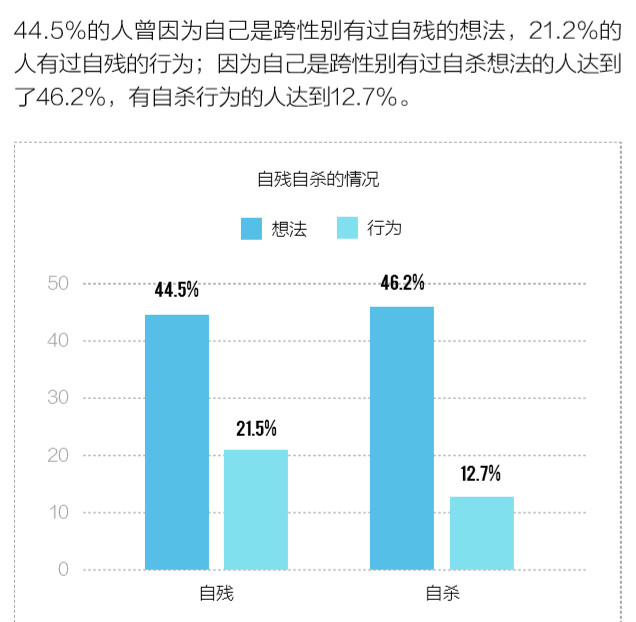 44.5%的人曾因为自己是跨性别有过自残的想法，21.2%的
人有过自残的行为；因为自己是跨性别有过自杀想法的人达到
了46.2%，有自杀行为的人达到12.7%。
自残自杀的情况
想法 行为
50
44.5%
46.2%
40
30
21.5%
20
12.7%
10
0
自残 自杀